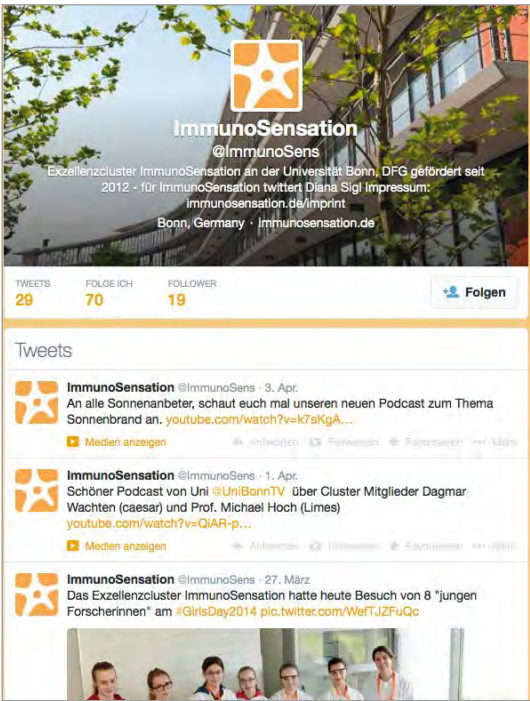 ImmunoSensation
@ImmunoSens
Exzellenzcluster ImmunoSensation an der Universität Bonn, DFG gefördert seit
2012 - für ImmunoSensation twittert Diana Sigl Impressum:
immunosensation.de/imprint
Bonn, Germany · immunosensation.de
TWEETS FOLGE ICH FOLLOWER
29 70 19 Folgen
Tweets
ImmunoSensation @ImmunoSens · 3. Apr.
An alle Sonnenanbeter, schaut euch mal unseren neuen Podcast zum Thema
Sonnenbrand an. youtube.com/watch?v=k7sKgA...
Medien anzeigen Antworten Retweeten Favorisieren Mehr
ImmunoSensation @ImmunoSens · 1. Apr.
Schöner Podcast von Uni @UniBonnTV über Cluster Mitglieder Dagmar
Wachten (caesar) und Prof. Michael Hoch (Limes)
youtube.com/watch?v=QiAR-p...
Medien anzeigen Antworten Retweeten Favorisieren Mehr
ImmunoSensation @ImmunoSens · 27. März
Das Exzellenzcluster ImmunoSensation hatte heute Besuch von 8 "jungen
Forscherinnen" am #GirlsDay2014 pic.twitter.com/WefTJZFuQc